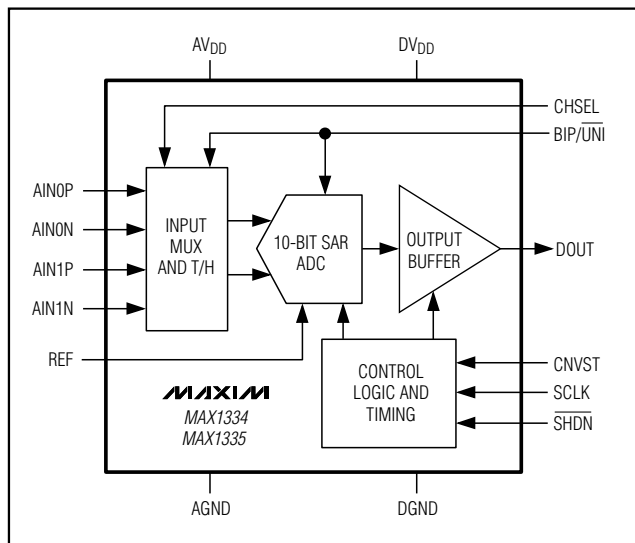 AVDD
DVDD
CHSEL
BIP/UNI
AIN0P
AIN0N
AIN1P
AIN1N
REF
INPUT
MUX
AND T/H
10-BIT SAR
ADC
OUTPUT
BUFFER
DOUT
CONTROL
LOGIC AND
TIMING
CNVST
SCLK
SHDN
MAXIM
MAX1334
MAX1335
AGND
DGND